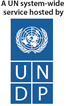 A UN system-wide
service hosted by
U N
D P